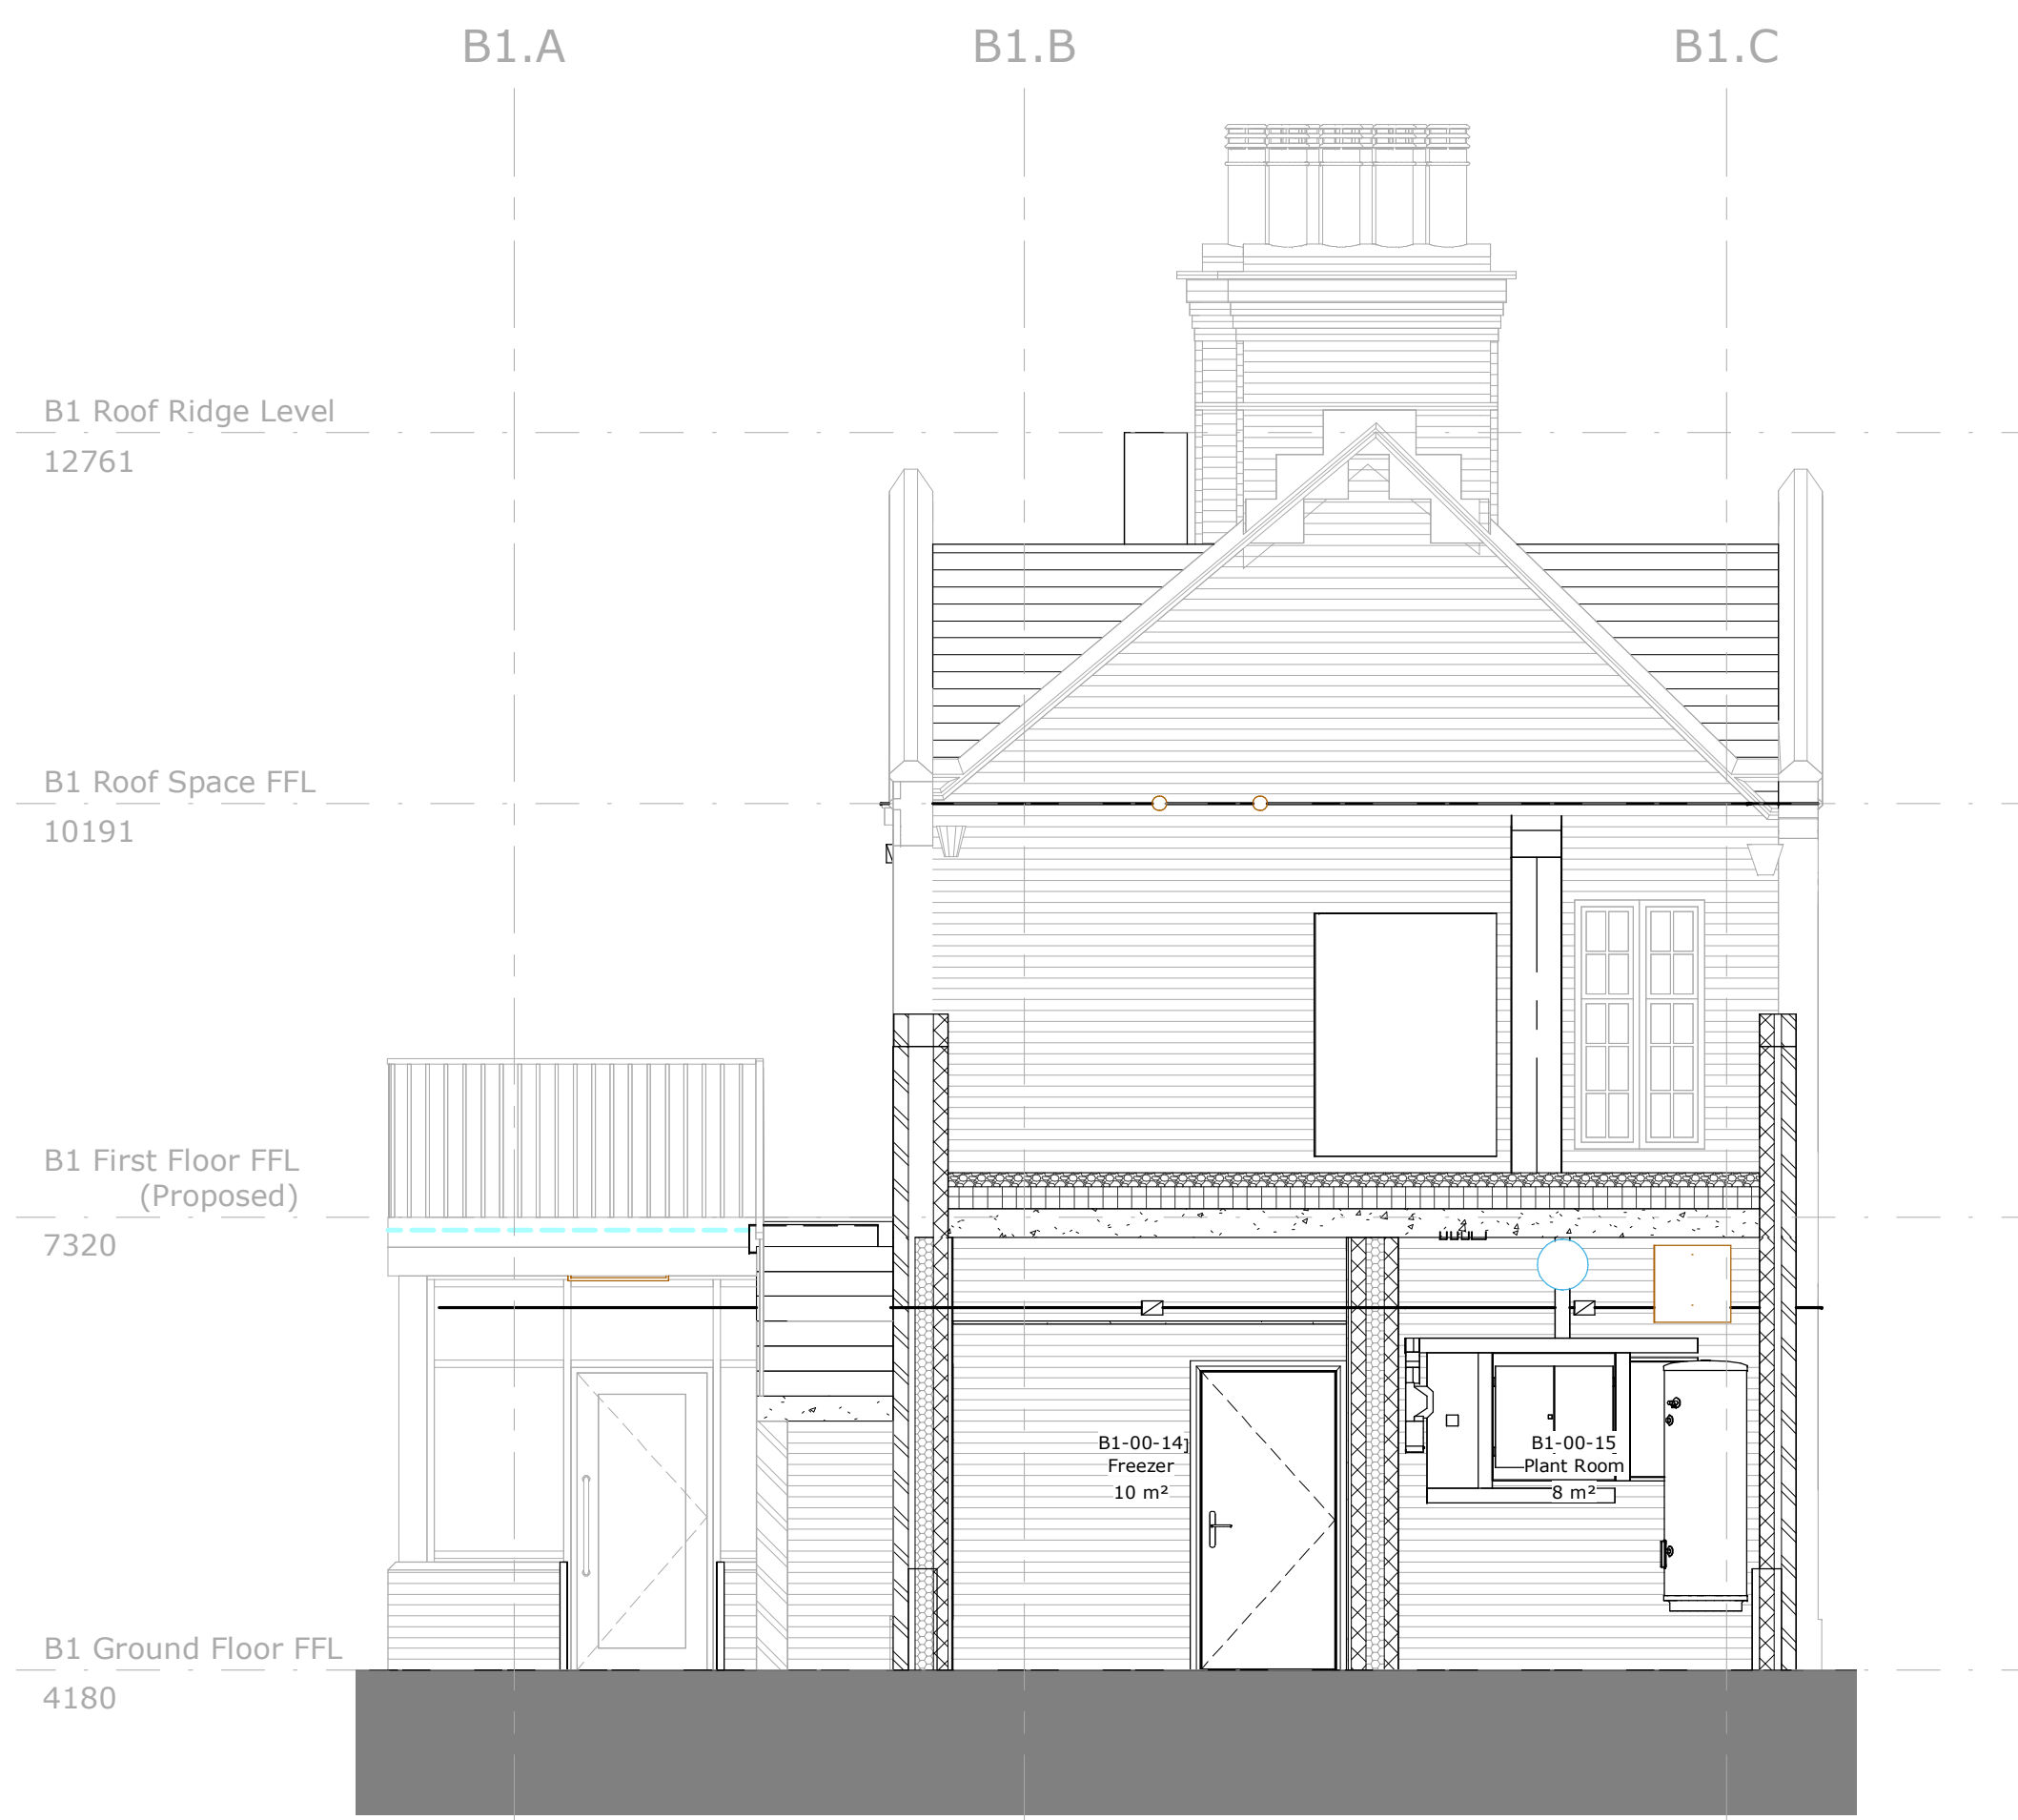 B1.A
B1.B
B1.C
B1 Roof Ridge Level
12761
B1 Roof Space FFL
10191
B1 First Floor FFL
(Proposed)
7320
B1-00-14
Freezer
10 m²
B1-00-15
Plant Room
8 m²
B1 Ground Floor FFL
4180